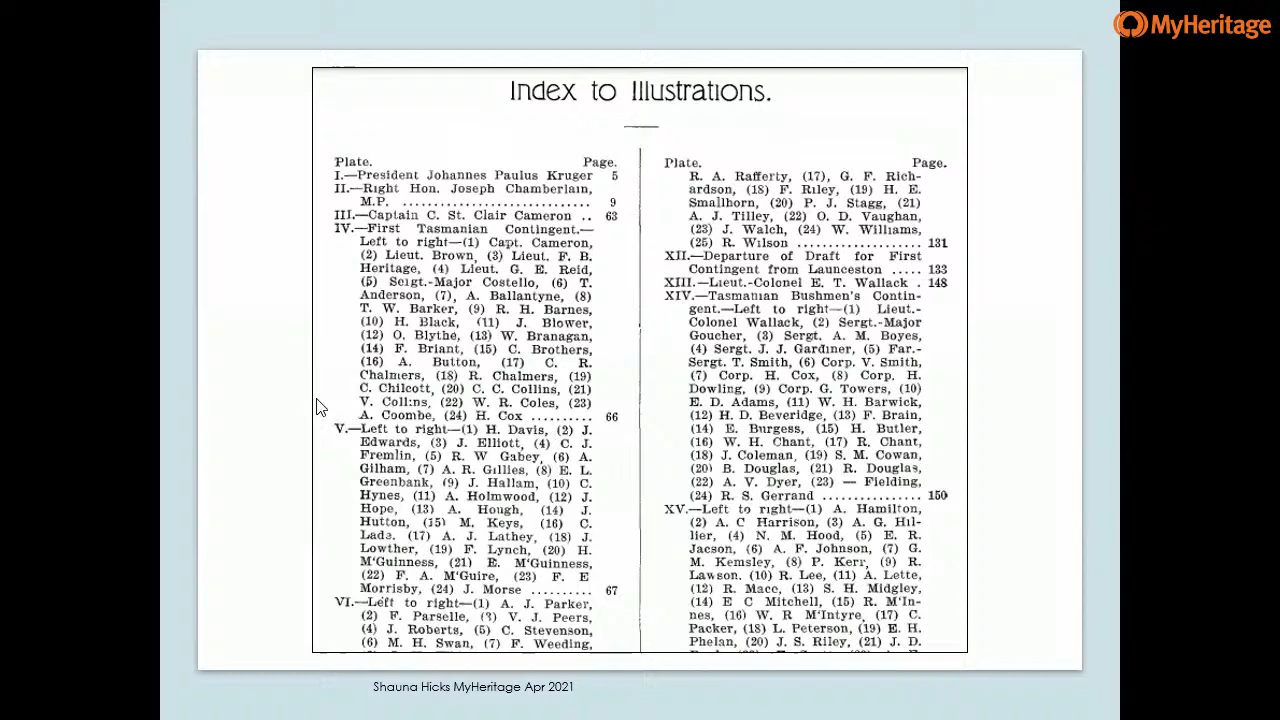 MyHeritage
Index to Illustrations.
Plate. Page.
I.—President Johannes Paulus Kruger 5
II.—Right Hon. Joseph Chamberlain,
M.P. ............................ 9
III.—Captain C. St. Clair Cameron .. 63
IV.—First Tasmanian Contingent.—
Left to right—(1) Capt. Cameron,
(2) Lieut. Brown, (3) Lieut. F. B.
Heritage, (4) Lieut. G. E. Reid,
(5) Seigt.-Major Costello, (6) T.
Anderson, (7), A. Ballantyne, (8)
T. W. Barker, (9) R. H. Barnes,
(10) H. Black, (11) J. Blower,
(12) O. Blythe, (13) W. Branagan,
(14) F. Briant, (15) C. Brothers,
(16) A. Button, (17) C. R.
Chalmers, (18) R. Chalmers, (19)
C. Chilcott, (20) C. C. Collins, (21)
V. Collins, (22) W. R. Coles, (23)
A. Coombe, (24) H. Cox .......... 66
V.—Left to right—(1) H. Davis, (2) J.
Edwards, (3) J. Elliott, (4) C. J.
Fremlin, (5) R. W Gabey, (6) A.
Gilham, (7) A. R. Gillies, (8) E. L.
Greenbank, (9) J. Hallam, (10) C.
Hynes, (11) A. Holmwood, (12) J.
Hope, (13) A. Hough, (14) J.
Hutton, (15) M. Keys, (16) C.
Lade. (17) A. J. Lathey, (18) J.
Lowther, (19) F. Lynch, (20) H.
M'Guinness, (21) E. M'Guinness,
(22) F. A. M'Guire, (23) F. E
Morrisby, (24) J. Morse .......... 67
VI.—Left to right—(1) A. J. Parker,
(2) F. Parselle, (3) V. J. Peers,
(4) J. Roberts, (5) C. Stevenson,
(6) M. H. Swan, (7) F. Weeding,
Plate. Page.
R. A. Rafferty, (17), G. F. Rich-
ardson, (18) F. Riley, (19) H. E.
Smallhorn, (20) P. J. Stagg, (21)
A. J. Tilley, (22) O. D. Vaughan,
(23) J. Walch, (24) W. Williams,
(25) R. Wilson ................... 131
XII.—Departure of Draft for First
Contingent from Launceston ..... 133
XIII.—Lieut.-Colonel E. T. Wallack . 148
XIV.—Tasmanian Bushmen's Contin-
gent.—Left to right—(1) Lieut.-
Colonel Wallack, (2) Sergt.-Major
Goucher, (3) Sergt. A. M. Boyes,
(4) Sergt. J. J. Gardiner, (5) Far.-
Sergt. T. Smith, (6) Corp. V. Smith,
(7) Corp. H. Cox, (8) Corp. H.
Dowling, (9) Corp. G. Towers, (10)
E. D. Adams, (11) W. H. Barwick,
(12) H. D. Beveridge, (13) F. Brain,
(14) E. Burgess, (15) H. Butler,
(16) W. H. Chant, (17) R. Chant,
(18) J. Coleman, (19) S. M. Cowan,
(20) B. Douglas, (21) R. Douglas,
(22) A. V. Dyer, (23) — Fielding,
(24) R. S. Gerrand ............... 150
XV.—Left to right—(1) A. Hamilton,
(2) A. C Harrison, (3) A. G. Hil-
lier, (4) N. M. Hood, (5) E. R.
Jacson, (6) A. F. Johnson, (7) G.
M. Kemsley, (8) P. Kerr, (9) R.
Lawson. (10) R. Lee, (11) A. Lette,
(12) R. Mace, (13) S. H. Midgley,
(14) E C Mitchell, (15) R. M'In-
nes, (16) W. R M'Intyre, (17) C.
Packer, (18) L. Peterson, (19) E. H.
Phelan, (20) J. S. Riley, (21) J. D.
Shauna Hicks MyHeritage Apr 2021